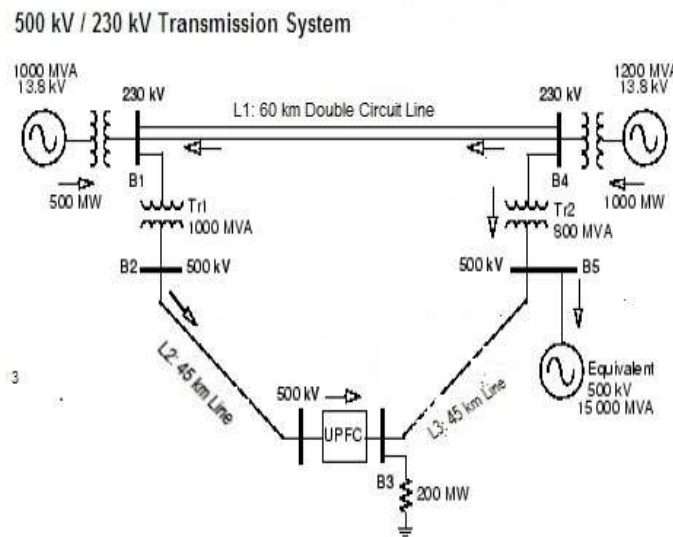 500 kV / 230 kV Transmission System
1000 MVA
13.8 kV
230 kV
L1: 60 km Double Circuit Line
230 kV
1200 MVA
13.8 kV
500 MW
B1
B4
1000 MW
Tr1
1000 MVA
Tr2
800 MVA
B2
500 kV
500 kV
B5
L2: 45 km Line
L3: 45 km Line
Equivalent
500 kV
15 000 MVA
3
500 kV
UPFC
B3
200 MW